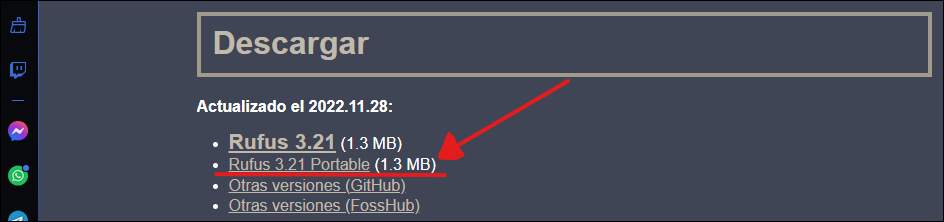 Descargar
Actualizado el 2022.11.28:
Rufus 3.21 (1.3 MB)
Rufus 3.21 Portable (1.3 MB)
Otras versiones (GitHub)
Otras versiones (FossHub)